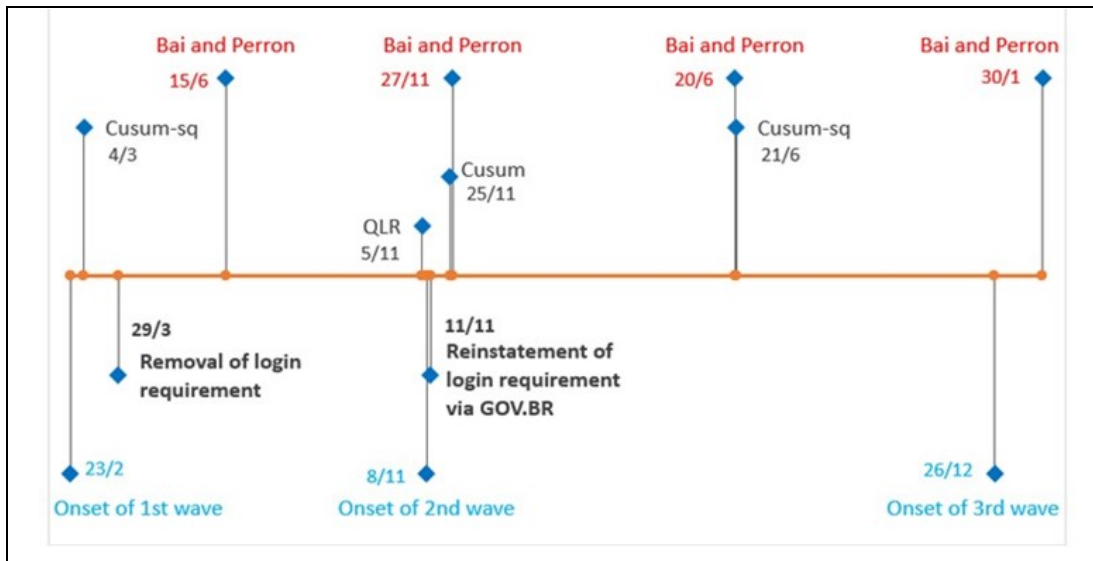 Bai and Perron
15/6
Bai and Perron
27/11
Bai and Perron
20/6
Bai and Perron
30/1
Cusum-sq
4/3
Cusum
25/11
Cusum-sq
21/6
QLR
5/11
29/3
Removal of login
requirement
11/11
Reinstatement of
login requirement
via GOV.BR
23/2
Onset of 1st wave
8/11
Onset of 2nd wave
26/12
Onset of 3rd wave